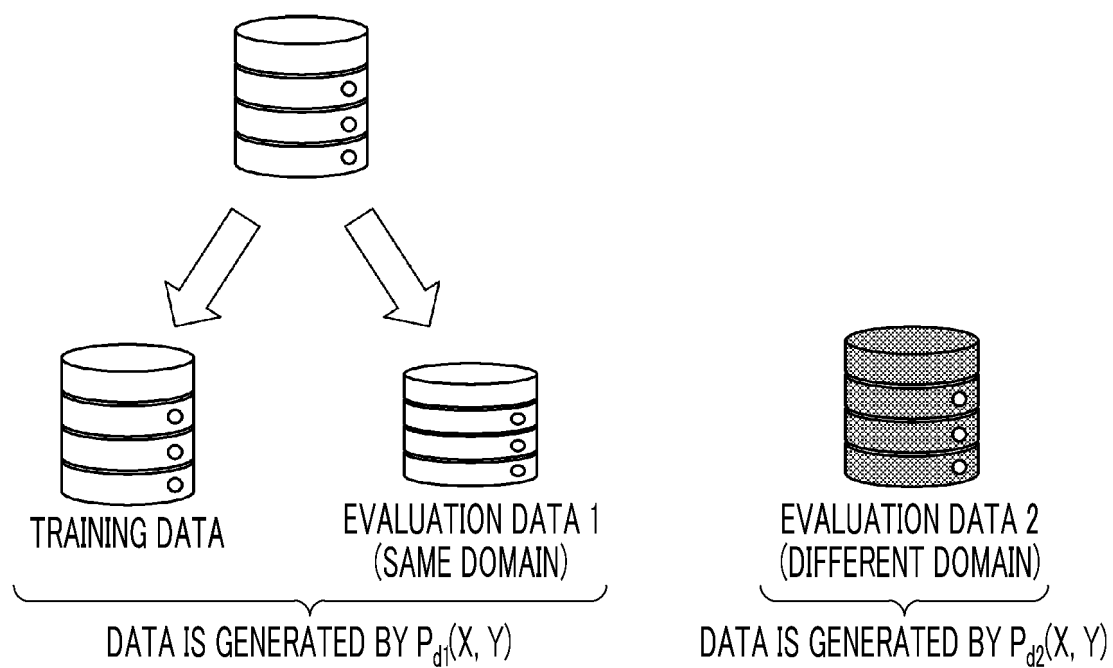 TRAINING DATA
EVALUATION DATA 1
(SAME DOMAIN)
EVALUATION DATA 2
(DIFFERENT DOMAIN)
DATA IS GENERATED BY Pd1(X, Y)
DATA IS GENERATED BY Pd2(X, Y)